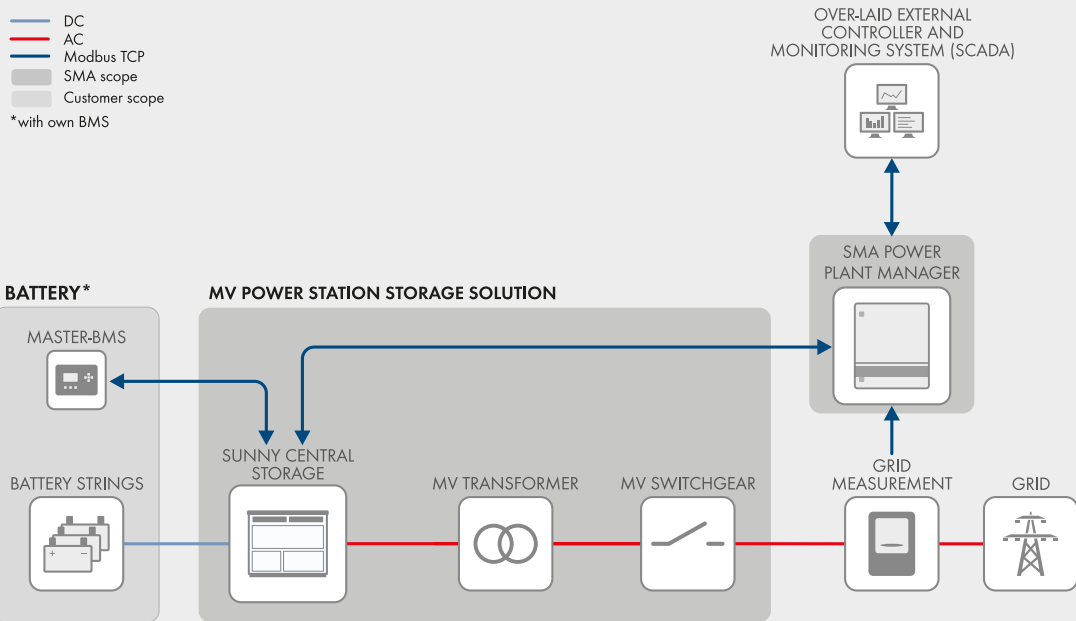 DC
AC
Modbus TCP
SMA scope
Customer scope
*with own BMS
OVER-LAID EXTERNAL
CONTROLLER AND
MONITORING SYSTEM (SCADA)
SMA POWER
PLANT MANAGER
BATTERY*
MV POWER STATION STORAGE SOLUTION
MASTER-BMS
SUNNY CENTRAL
STORAGE
BATTERY STRINGS
MV TRANSFORMER
MV SWITCHGEAR
GRID
MEASUREMENT
GRID